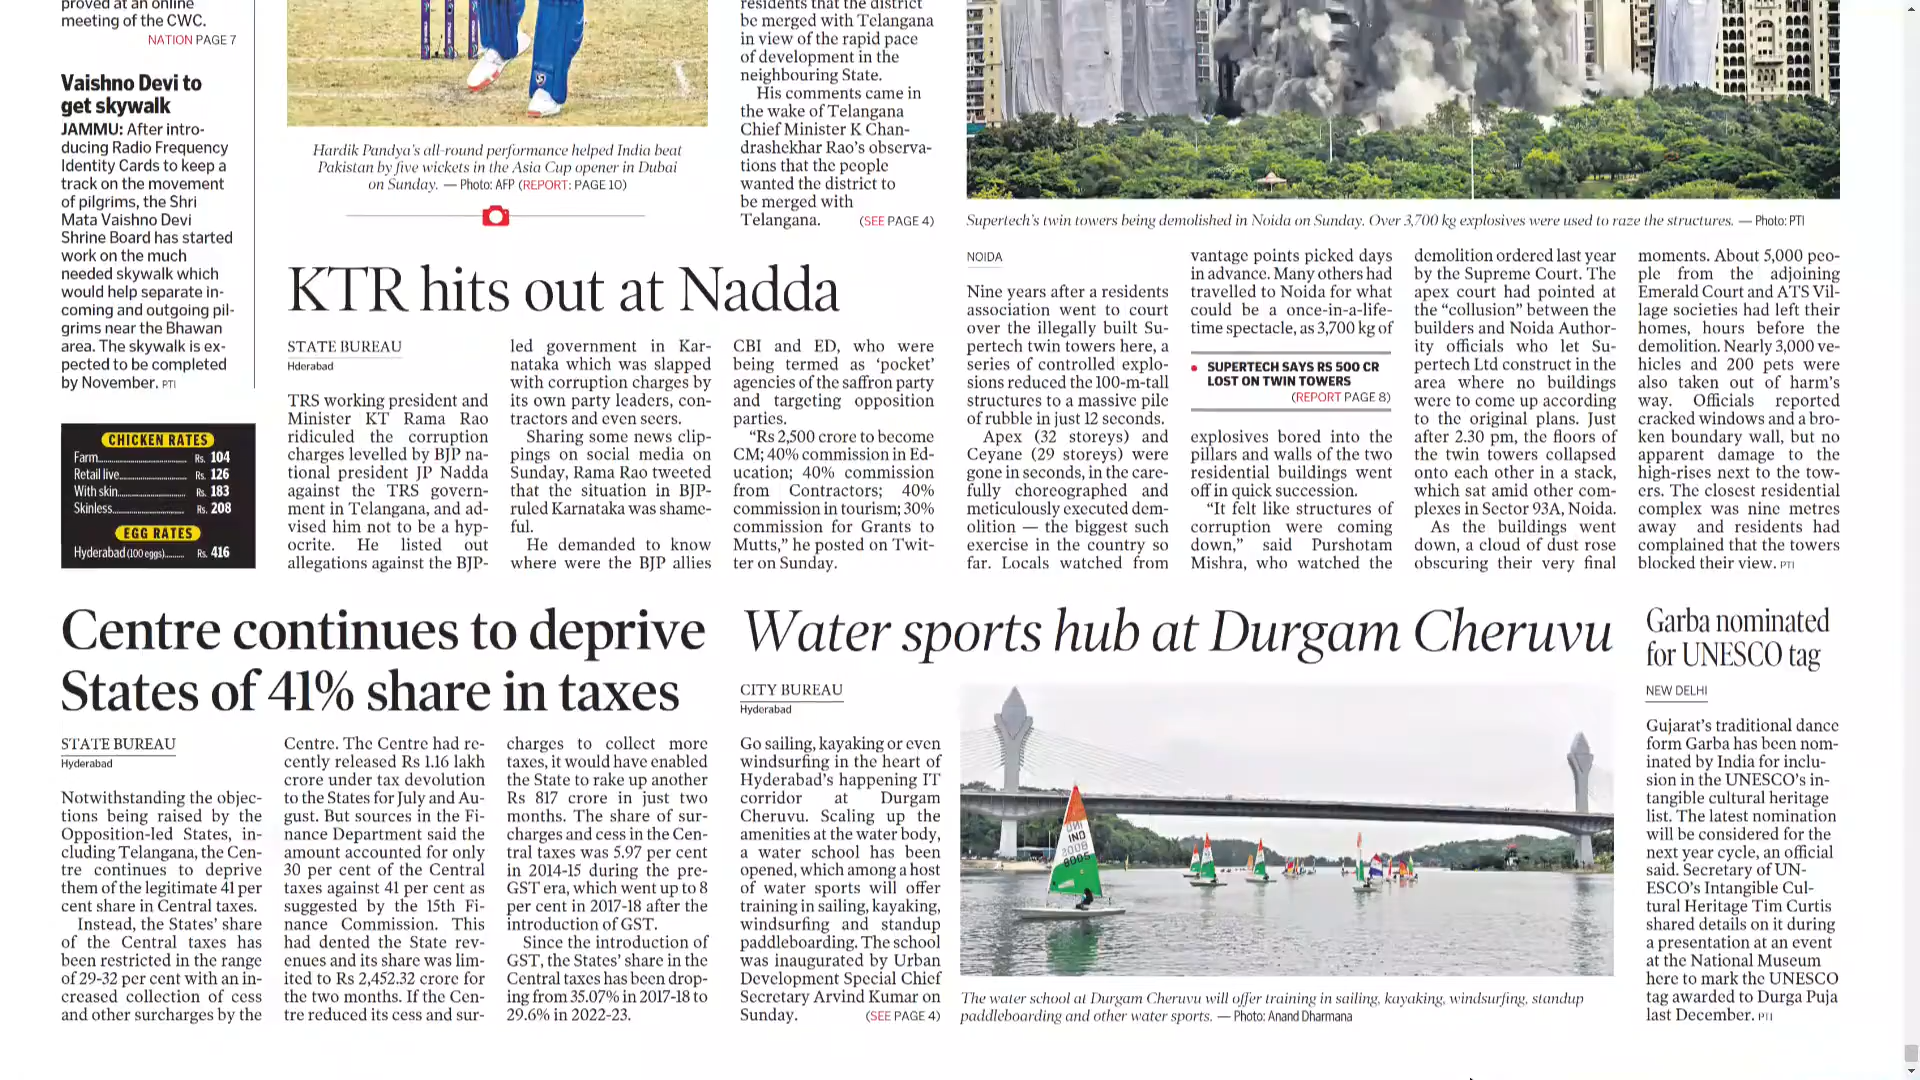 proved at an online
meeting of the CWC.
NATION PAGE 7
Vaishno Devi to
get skywalk
JAMMU: After intro-
ducing Radio Frequency
Identity Cards to keep a
track on the movement
of pilgrims, the Shri
Mata Vaishno Devi
Shrine Board has started
work on the much
needed skywalk which
would help separate in-
coming and outgoing pil-
grims near the Bhawan
area. The skywalk is ex-
pected to be completed
by November. PTI
CHICKEN RATES
Farm Rs. 104
Retail live Rs. 126
With skin Rs. 183
Skinless Rs. 208
EGG RATES
Hyderabad (100 eggs) Rs. 416
Hardik Pandya's all-round performance helped India beat
Pakistan by five wickets in the Asia Cup opener in Dubai
on Sunday. — Photo: AFP (REPORT: PAGE 10)
residents that the district
be merged with Telangana
in view of the rapid pace
of development in the
neighbouring State.
His comments came in
the wake of Telangana
Chief Minister K Chan-
drashekhar Rao's observa-
tions that the people
wanted the district to
be merged with
Telangana. (SEE PAGE 4)
KTR hits out at Nadda
STATE BUREAU
Hderabad
TRS working president and
Minister KT Rama Rao
ridiculed the corruption
charges levelled by BJP na-
tional president JP Nadda
against the TRS govern-
ment in Telangana, and ad-
vised him not to be a hyp-
ocrite. He listed out
allegations against the BJP-
led government in Kar-
nataka which was slapped
with corruption charges by
its own party leaders, con-
tractors and even seers.
Sharing some news clip-
pings on social media on
Sunday, Rama Rao tweeted
that the situation in BJP-
ruled Karnataka was shame-
ful.
He demanded to know
where were the BJP allies
CBI and ED, who were
being termed as 'pocket'
agencies of the saffron party
and targeting opposition
parties.
"Rs 2,500 crore to become
CM; 40% commission in Ed-
ucation; 40% commission
from Contractors; 40%
commission in tourism; 30%
commission for Grants to
Mutts," he posted on Twit-
ter on Sunday.
Supertech's twin towers being demolished in Noida on Sunday. Over 3,700 kg explosives were used to raze the structures. — Photo: PTI
NOIDA
Nine years after a residents
association went to court
over the illegally built Su-
pertech twin towers here, a
series of controlled explo-
sions reduced the 100-m-tall
structures to a massive pile
of rubble in just 12 seconds.
Apex (32 storeys) and
Ceyane (29 storeys) were
gone in seconds, in the care-
fully choreographed and
meticulously executed dem-
olition — the biggest such
exercise in the country so
far. Locals watched from
vantage points picked days
in advance. Many others had
travelled to Noida for what
could be a once-in-a-life-
time spectacle, as 3,700 kg of
SUPERTECH SAYS RS 500 CR
LOST ON TWIN TOWERS
(REPORT PAGE 8)
explosives bored into the
pillars and walls of the two
residential buildings went
off in quick succession.
"It felt like structures of
corruption were coming
down," said Purshotam
Mishra, who watched the
demolition ordered last year
by the Supreme Court. The
apex court had pointed at
the "collusion" between the
builders and Noida Author-
ity officials who let Su-
pertech Ltd construct in the
area where no buildings
were to come up according
to the original plans. Just
after 2.30 pm, the floors of
the twin towers collapsed
onto each other in a stack,
which sat amid other com-
plexes in Sector 93A, Noida.
As the buildings went
down, a cloud of dust rose
obscuring their very final
moments. About 5,000 peo-
ple from the adjoining
Emerald Court and ATS Vil-
lage societies had left their
homes, hours before the
demolition. Nearly 3,000 ve-
hicles and 200 pets were
also taken out of harm's
way. Officials reported
cracked windows and a bro-
ken boundary wall, but no
apparent damage to the
high-rises next to the tow-
ers. The closest residential
complex was nine metres
away and residents had
complained that the towers
blocked their view. PTI
Centre continues to deprive
States of 41% share in taxes
STATE BUREAU
Hyderabad
Notwithstanding the objec-
tions being raised by the
Opposition-led States, in-
cluding Telangana, the Cen-
tre continues to deprive
them of the legitimate 41 per
cent share in Central taxes.
Instead, the States' share
of the Central taxes has
been restricted in the range
of 29-32 per cent with an in-
creased collection of cess
and other surcharges by the
Centre. The Centre had re-
cently released Rs 1.16 lakh
crore under tax devolution
to the States for July and Au-
gust. But sources in the Fi-
nance Department said the
amount accounted for only
30 per cent of the Central
taxes against 41 per cent as
suggested by the 15th Fi-
nance Commission. This
had dented the State rev-
enues and its share was lim-
ited to Rs 2,452.32 crore for
the two months. If the Cen-
tre reduced its cess and sur-
charges to collect more
taxes, it would have enabled
the State to rake up another
Rs 817 crore in just two
months. The share of sur-
charges and cess in the Cen-
tral taxes was 5.97 per cent
in 2014-15 during the pre-
GST era, which went up to 8
per cent in 2017-18 after the
introduction of GST.
Since the introduction of
GST, the States' share in the
Central taxes has been drop-
ing from 35.07% in 2017-18 to
29.6% in 2022-23.
Water sports hub at Durgam Cheruvu
CITY BUREAU
Hyderabad
Go sailing, kayaking or even
windsurfing in the heart of
Hyderabad's happening IT
corridor at Durgam
Cheruvu. Scaling up the
amenities at the water body,
a water school has been
opened, which among a host
of water sports will offer
training in sailing, kayaking,
windsurfing and standup
paddleboarding. The school
was inaugurated by Urban
Development Special Chief
Secretary Arvind Kumar on
Sunday. (SEE PAGE 4)
IND
2008
8005
The water school at Durgam Cheruvu will offer training in sailing, kayaking, windsurfing, standup
paddleboarding and other water sports. — Photo: Anand Dharmana
Garba nominated
for UNESCO tag
NEW DELHI
Gujarat's traditional dance
form Garba has been nom-
inated by India for inclu-
sion in the UNESCO's in-
tangible cultural heritage
list. The latest nomination
will be considered for the
next year cycle, an official
said. Secretary of UN-
ESCO's Intangible Cul-
tural Heritage Tim Curtis
shared details on it during
a presentation at an event
at the National Museum
here to mark the UNESCO
tag awarded to Durga Puja
last December. PTI